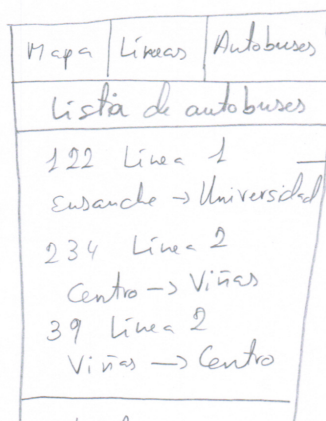 Mapa Líneas Autobuses
Lista de autobuses
122 Línea 1
Ensanche → Universidad
234 Línea 2
Centro → Viñas
39 Línea 2
Viñas → Centro